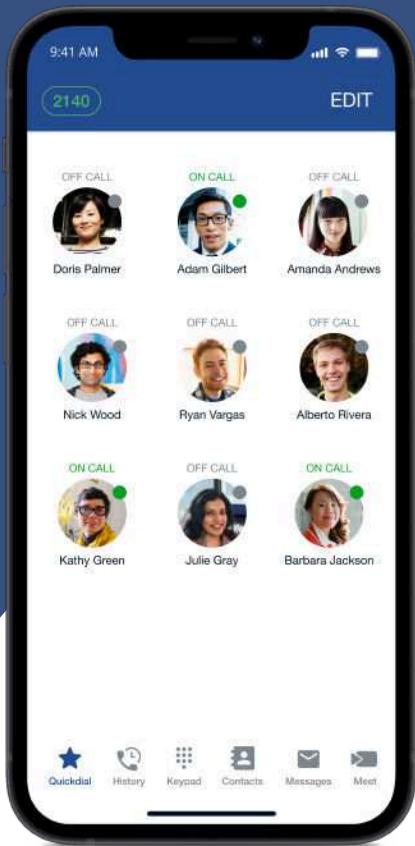 9:41 AM
2140 EDIT
OFF CALL ON CALL OFF CALL
Doris Palmer Adam Gilbert Amanda Andrews
OFF CALL OFF CALL OFF CALL
Nick Wood Ryan Vargas Alberto Rivera
ON CALL OFF CALL ON CALL
Kathy Green Julie Gray Barbara Jackson
Quickdial History Keypad Contacts Messages Meet